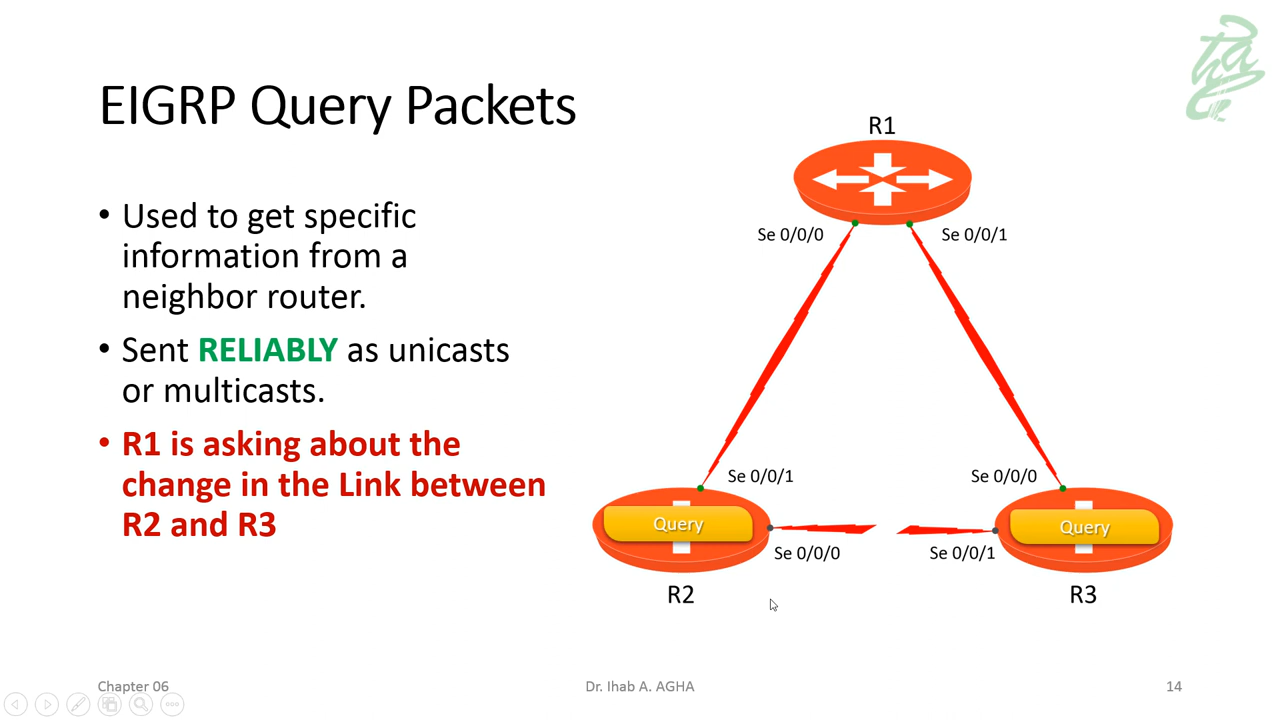 EIGRP Query Packets
• Used to get specific
information from a
neighbor router.
• Sent RELIABLY as unicasts
or multicasts.
• R1 is asking about the
change in the Link between
R2 and R3
R1
Se 0/0/0
Se 0/0/1
Se 0/0/1
Se 0/0/0
Query
Query
Se 0/0/0
Se 0/0/1
R2
R3
Chapter 06
Dr. Ihab A. AGHA
14